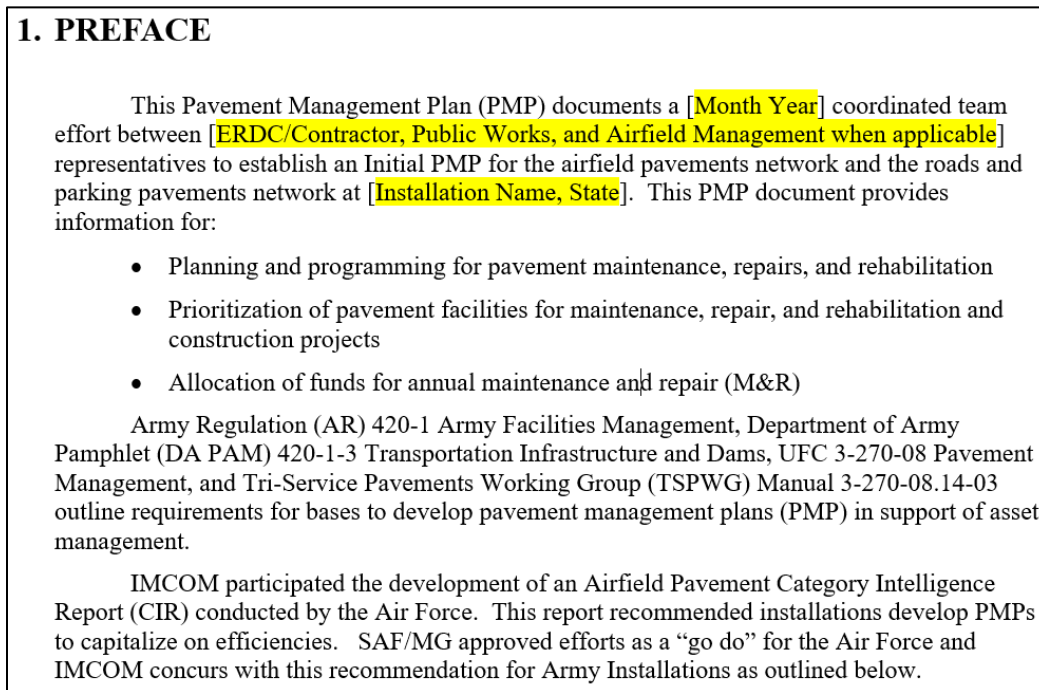 1. PREFACE
This Pavement Management Plan (PMP) documents a [Month Year] coordinated team
effort between [ERDC/Contractor, Public Works, and Airfield Management when applicable]
representatives to establish an Initial PMP for the airfield pavements network and the roads and
parking pavements network at [Installation Name, State].  This PMP document provides
information for:
• Planning and programming for pavement maintenance, repairs, and rehabilitation
• Prioritization of pavement facilities for maintenance, repair, and rehabilitation and
construction projects
• Allocation of funds for annual maintenance and repair (M&R)
Army Regulation (AR) 420-1 Army Facilities Management, Department of Army
Pamphlet (DA PAM) 420-1-3 Transportation Infrastructure and Dams, UFC 3-270-08 Pavement
Management, and Tri-Service Pavements Working Group (TSPWG) Manual 3-270-08.14-03
outline requirements for bases to develop pavement management plans (PMP) in support of asset
management.
IMCOM participated the development of an Airfield Pavement Category Intelligence
Report (CIR) conducted by the Air Force.  This report recommended installations develop PMPs
to capitalize on efficiencies.   SAF/MG approved efforts as a “go do” for the Air Force and
IMCOM concurs with this recommendation for Army Installations as outlined below.